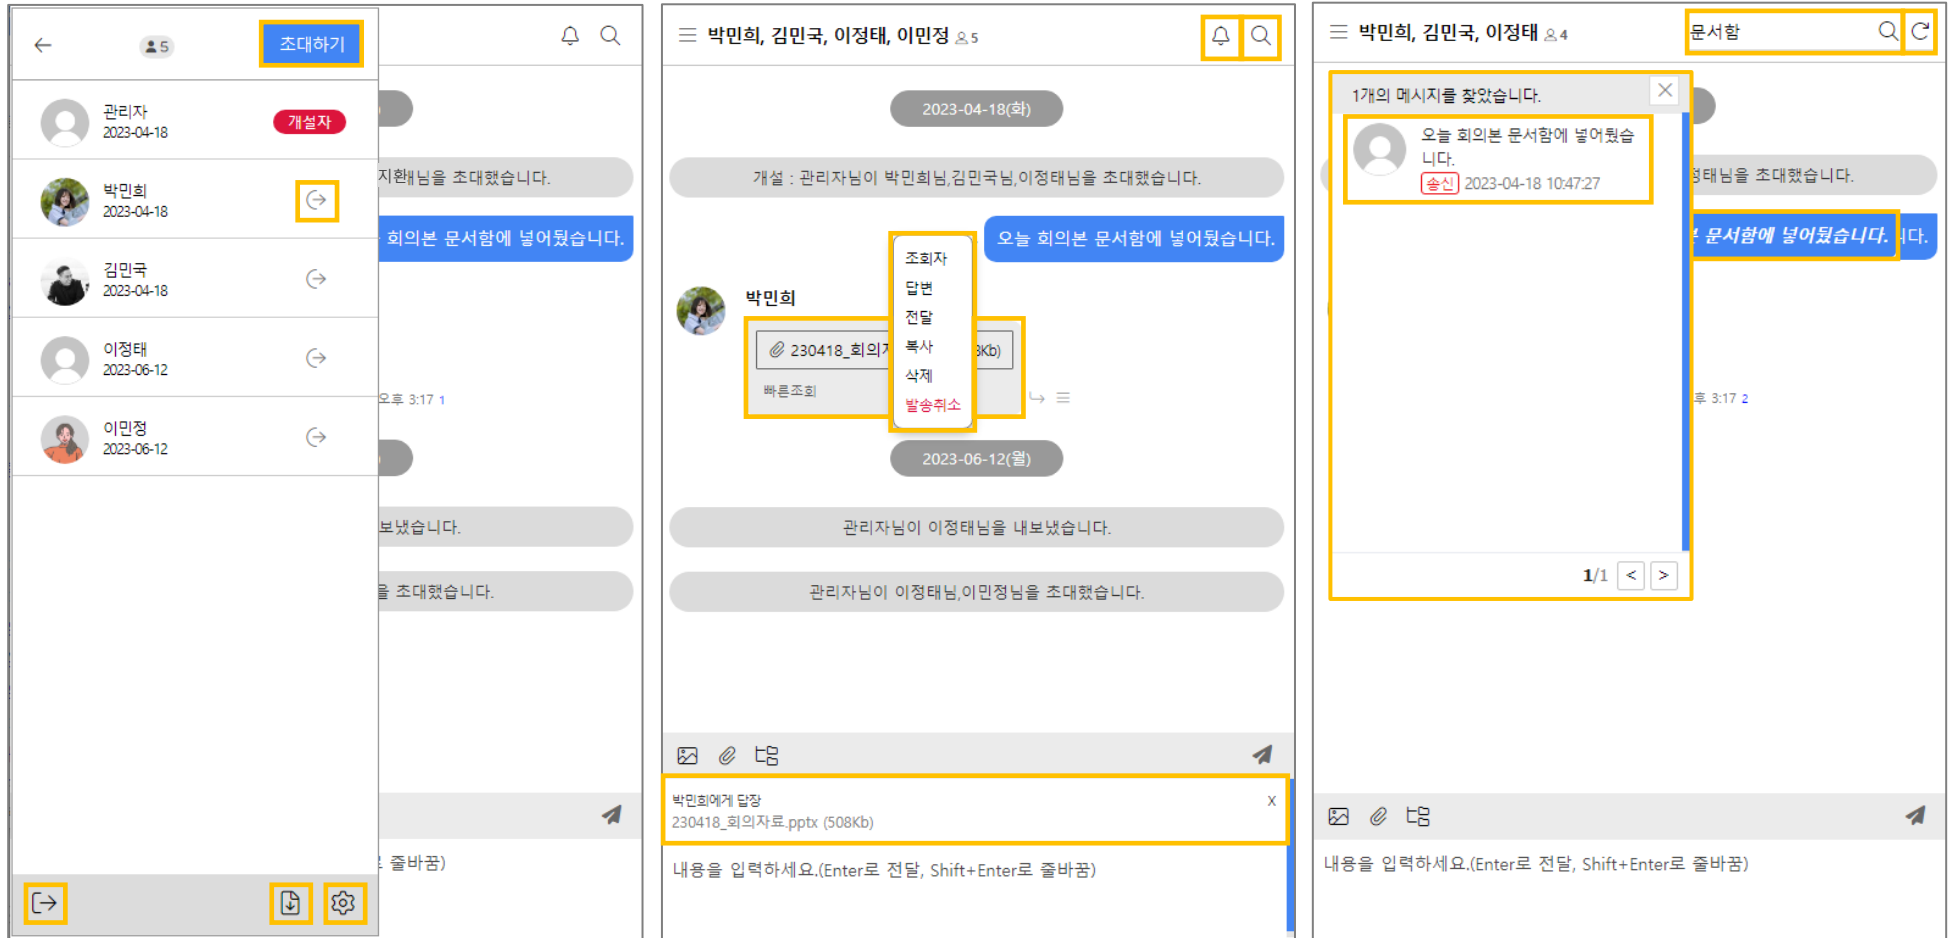 5
초대하기
관리자
2023-04-18
개설자
박민희
2023-04-18
김민국
2023-04-18
이정태
2023-06-12
이민정
2023-06-12
지환님을 초대했습니다.
회의본 문서함에 넣어뒀습니다.
오후 3:17 1
보냈습니다.
을 초대했습니다.
줄바꿈)
박민희, 김민국, 이정태, 이민정 5
2023-04-18(화)
개설 : 관리자님이 박민희님,김민국님,이정태님을 초대했습니다.
오늘 회의본 문서함에 넣어뒀습니다.
박민희
230418_회의자
Kb)
빠른조회
조회자
답변
전달
복사
삭제
발송취소
2023-06-12(월)
관리자님이 이정태님을 내보냈습니다.
관리자님이 이정태님,이민정님을 초대했습니다.
박민희에게 답장
X
230418_회의자료.pptx (508Kb)
내용을 입력하세요.(Enter로 전달, Shift+Enter로 줄바꿈)
박민희, 김민국, 이정태 4
문서함
1개의 메시지를 찾았습니다.
오늘 회의본 문서함에 넣어뒀습
니다.
송신 2023-04-18 10:47:27
1/1 < >
정태님을 초대했습니다.
본 문서함에 넣어뒀습니다. 니다.
후 3:17 2
내용을 입력하세요.(Enter로 전달, Shift+Enter로 줄바꿈)